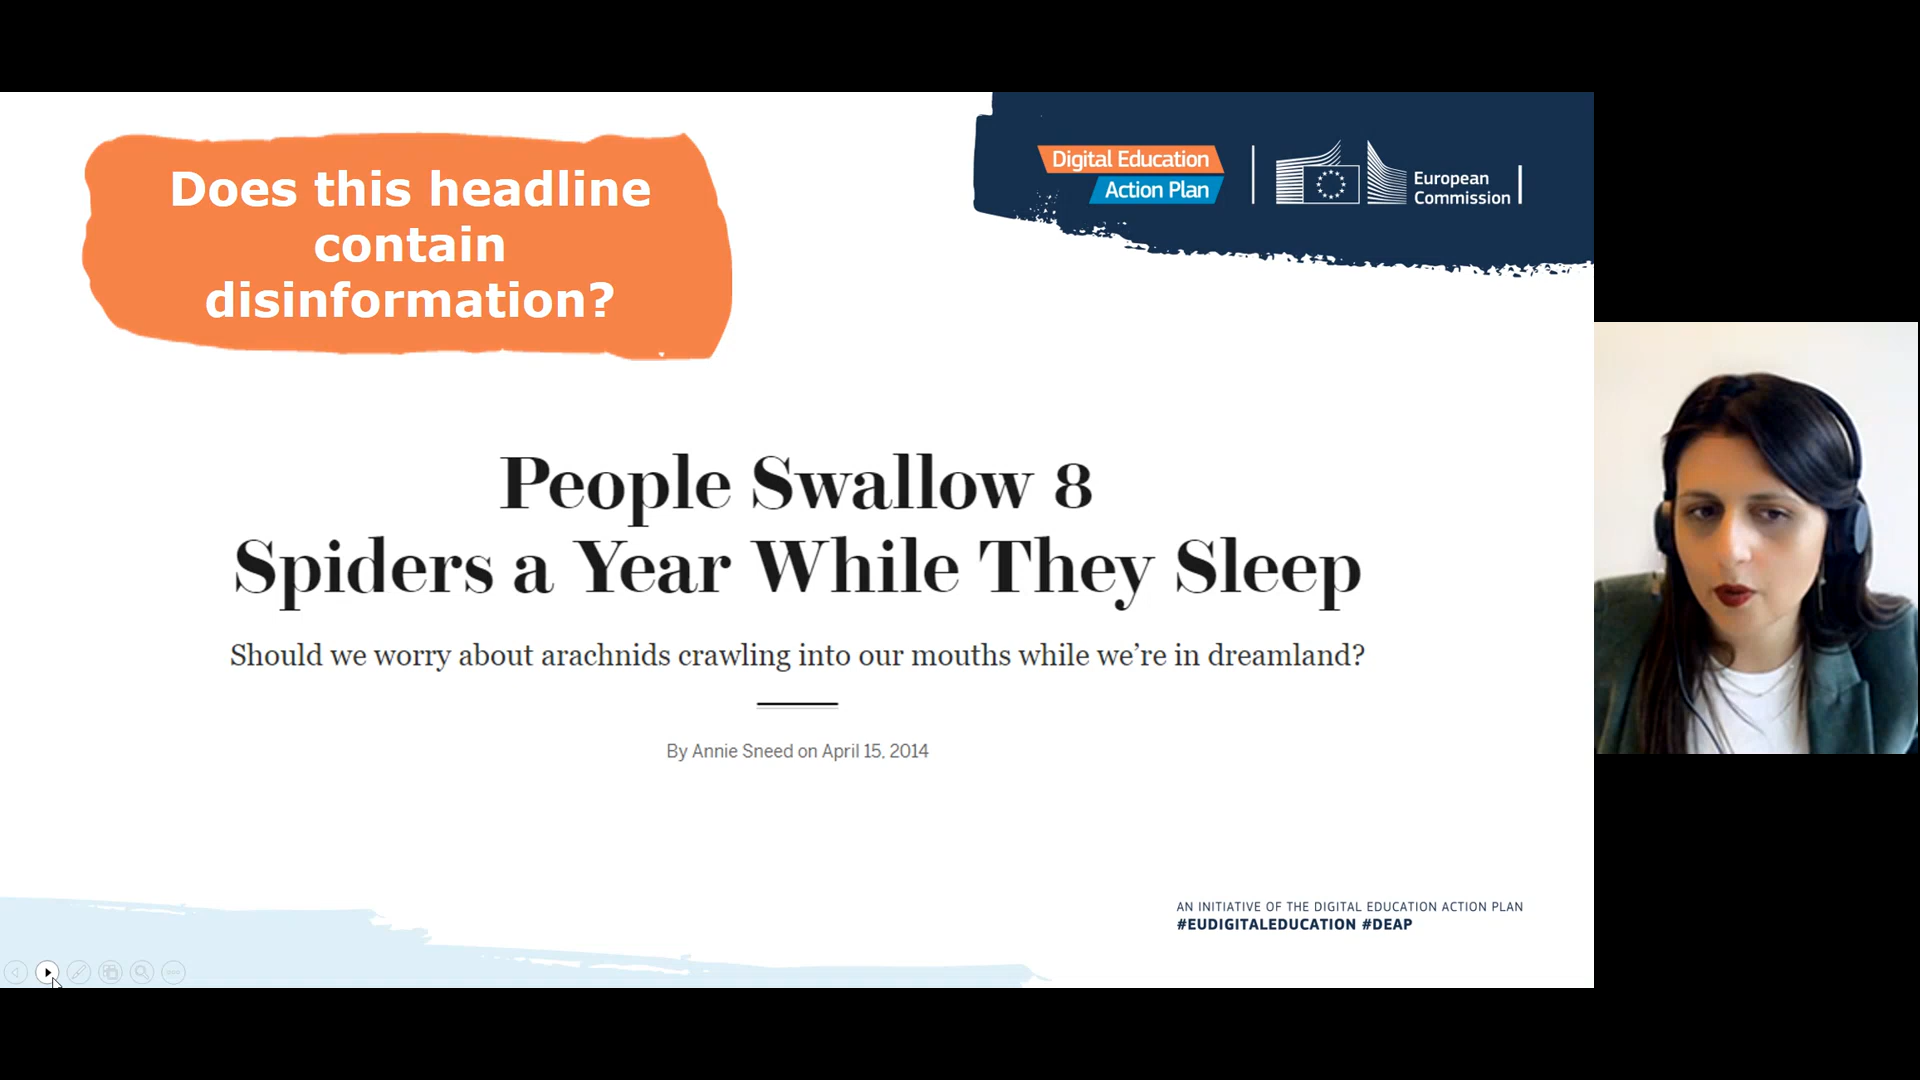 Does this headline
contain
disinformation?
Digital Education
Action Plan
European
Commission
People Swallow 8
Spiders a Year While They Sleep
Should we worry about arachnids crawling into our mouths while we’re in dreamland?
By Annie Sneed on April 15, 2014
AN INITIATIVE OF THE DIGITAL EDUCATION ACTION PLAN
#EUDIGITALEDUCATION #DEAP